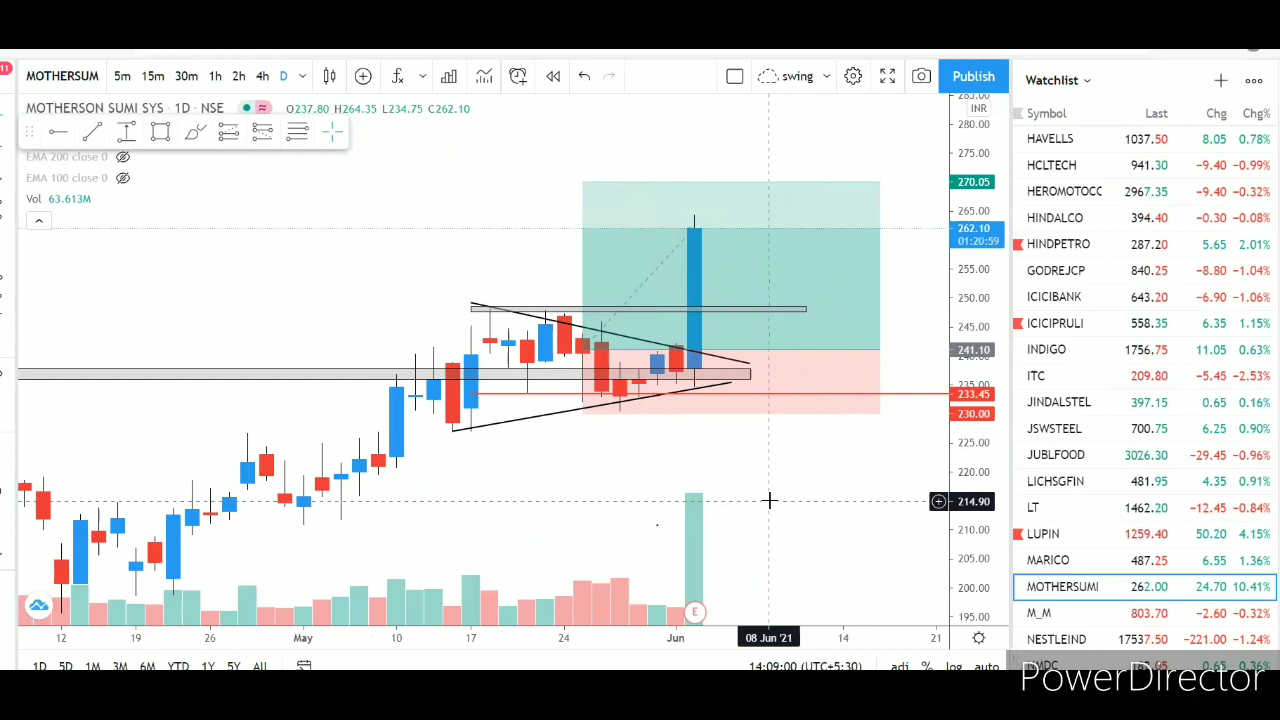 11
MOTHERSUM 5m 15m 30m 1h 2h 4h D swing Publish
MOTHERSON SUMI SYS · 1D · NSE O237.80 H264.35 L234.75 C262.10
EMA 200 close 0
EMA 100 close 0
Vol 63.613M
INR
285.00
280.00
275.00
270.05
265.00
262.10
01:20:59
255.00
250.00
245.00
241.10
235.00
233.45
230.00
225.00
220.00
214.90
210.00
205.00
200.00
195.00
E
12 19 26 May 10 17 24 Jun 08 Jun '21 14 21
1D 5D 1M 3M 6M YTD 1Y 5Y All 14:09:00 (UTC+5:30) adj % log auto
Watchlist
Symbol Last Chg Chg%
HAVELLS 1037.50 8.05 0.78%
HCLTECH 941.30 −9.40 −0.99%
HEROMOTOCC 2967.35 −9.40 −0.32%
HINDALCO 394.40 −0.30 −0.08%
HINDPETRO 287.20 5.65 2.01%
GODREJCP 840.25 −8.80 −1.04%
ICICIBANK 643.20 −6.90 −1.06%
ICICIPRULI 558.35 6.35 1.15%
INDIGO 1756.75 11.05 0.63%
ITC 209.80 −5.45 −2.53%
JINDALSTEL 397.15 0.65 0.16%
JSWSTEEL 700.75 6.25 0.90%
JUBLFOOD 3026.30 −29.45 −0.96%
LICHSGFIN 481.95 4.35 0.91%
LT 1462.20 −12.45 −0.84%
LUPIN 1259.40 50.20 4.15%
MARICO 487.25 6.55 1.36%
MOTHERSUMI 262.00 24.70 10.41%
M_M 803.70 −2.60 −0.32%
NESTLEIND 17537.50 −221.00 −1.24%
NMDC 0.65 0.36%
PowerDirector